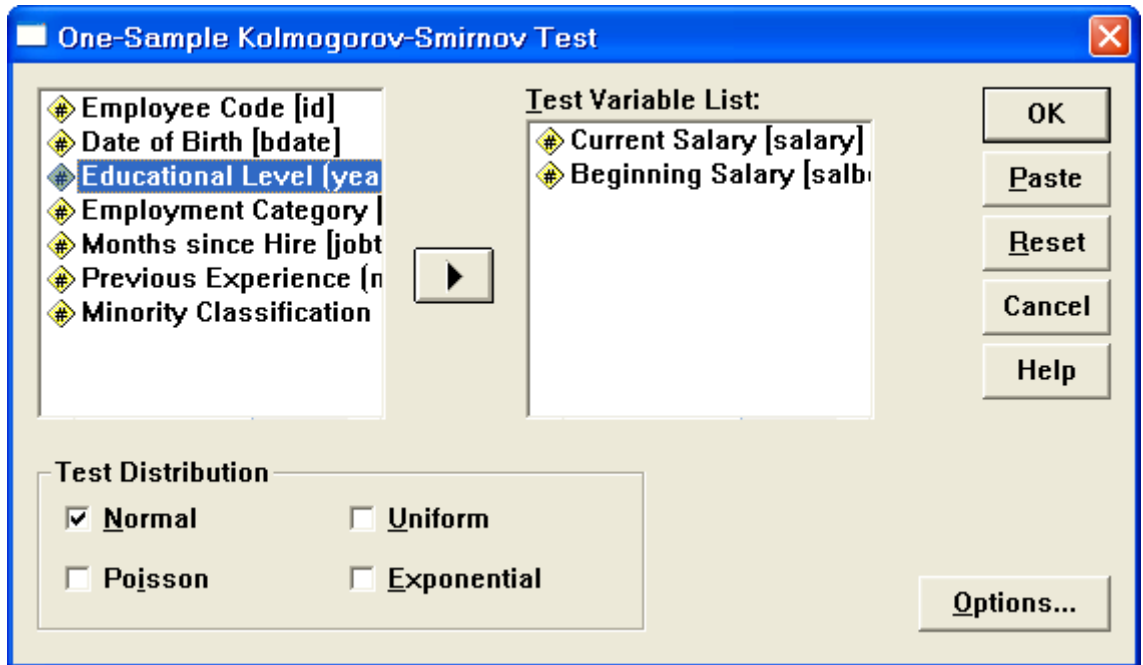 One-Sample Kolmogorov-Smirnov Test
Employee Code [id]
Date of Birth [bdate]
Educational Level (yea
Employment Category [
Months since Hire [jobt
Previous Experience (n
Minority Classification
Test Variable List:
Current Salary [salary]
Beginning Salary [salb
OK
Paste
Reset
Cancel
Help
Test Distribution
Normal
Uniform
Poisson
Exponential
Options...